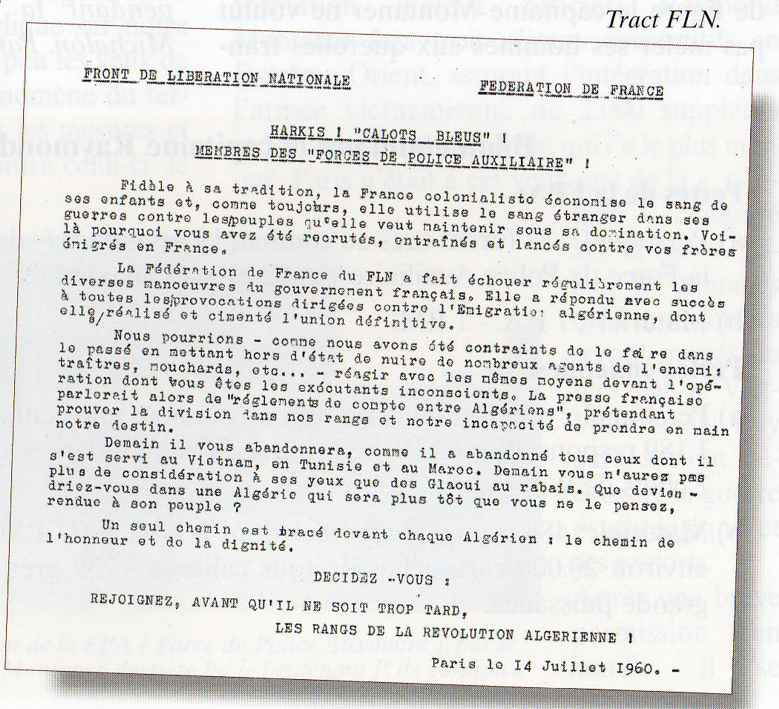 Tract FLN.
FRONT DE LIBERATION NATIONALE FEDERATION DE FRANCE
HARKIS ! "CALOTS BLEUS" !
MEMBRES DES "FORCES DE POLICE AUXILIAIRE" !
Fidèle à sa tradition, la France colonialiste économise le sang de
ses enfants et, comme toujours, elle utilise le sang étranger dans ses
guerres contre les/peuples qu'elle veut maintenir sous sa domination. Voi-
là pourquoi vous avez été recrutés, entraînés et lancés contre vos frères
émigrés en France.
La Fédération de France du FLN a fait échouer régulièrement les
diverses manoeuvres du gouvernement français. Elle a répondu avec succès
à toutes les/provocations dirigées contre l'Emigration algérienne, dont
elle a/réalisé et cimenté l'union définitive.
Nous pourrions - comme nous avons été contraints de le faire dans
le passé en mettant hors d'état de nuire de nombreux agents de l'ennemi:
traîtres, mouchards, etc... - réagir avec les mêmes moyens devant l'opé-
ration dont vous êtes les exécutants inconscients. La presse française
parlerait alors de "réglements de compte entre Algériens", prétendant
prouver la division dans nos rangs et notre incapacité de prendre en main
notre destin.
Demain il vous abandonnera, comme il a abandonné tous ceux dont il
s'est servi au Vietnam, en Tunisie et au Maroc. Demain vous n'aurez pas
plus de considération à ses yeux que des Glaoui au rabais. Que devien -
driez-vous dans une Algérie qui sera plus tôt que vous ne le pensez,
rendue à son peuple ?
Un seul chemin est tracé devant chaque Algérien : le chemin de
l'honneur et de la dignité.
DECIDEZ -VOUS :
REJOIGNEZ, AVANT QU'IL NE SOIT TROP TARD,
LES RANGS DE LA REVOLUTION ALGERIENNE !
Paris le 14 Juillet 1960. -